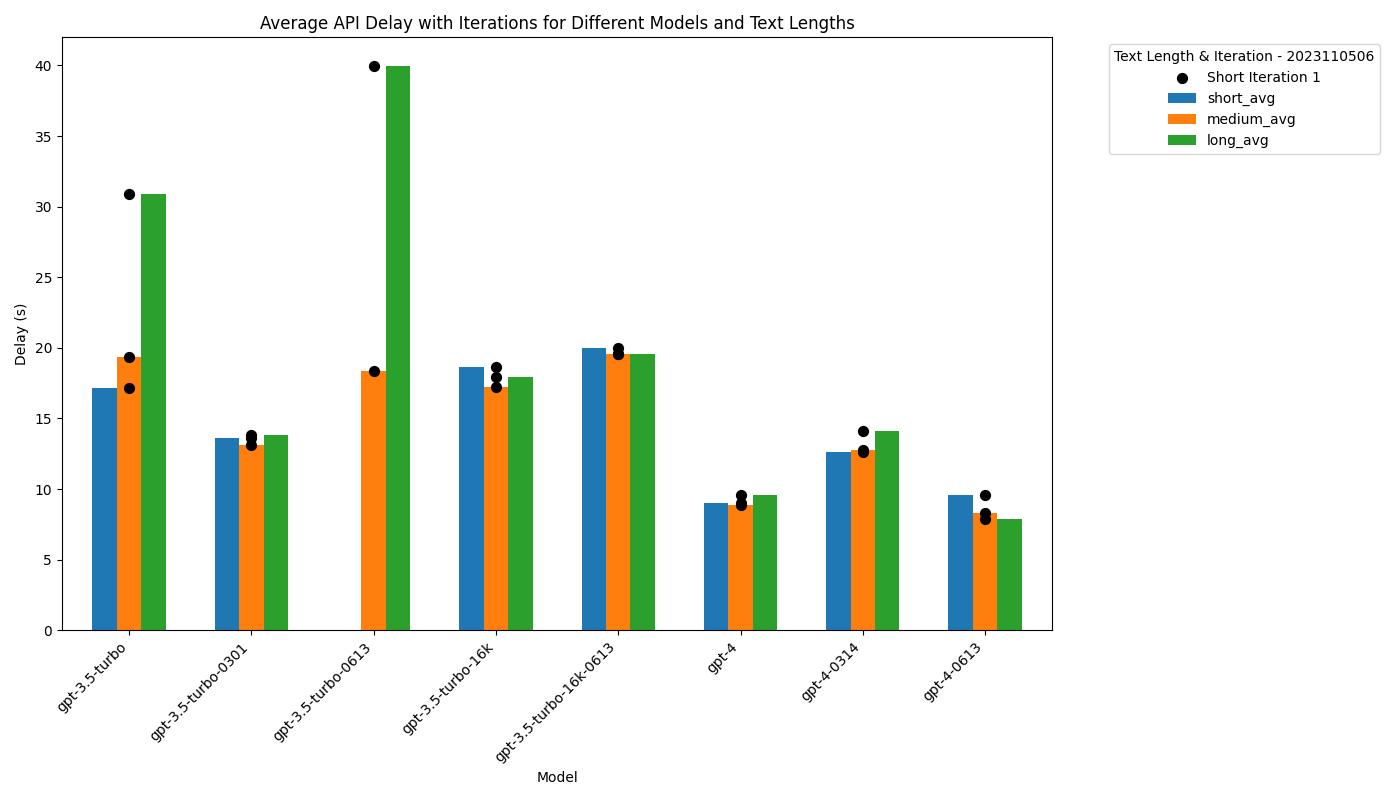 Average API Delay with Iterations for Different Models and Text Lengths
Text Length & Iteration - 2023110506
Short Iteration 1
short_avg
medium_avg
long_avg
Delay (s)
40
35
30
25
20
15
10
5
0
gpt-3.5-turbo
gpt-3.5-turbo-0301
gpt-3.5-turbo-0613
gpt-3.5-turbo-16k
gpt-3.5-turbo-16k-0613
gpt-4
gpt-4-0314
gpt-4-0613
Model